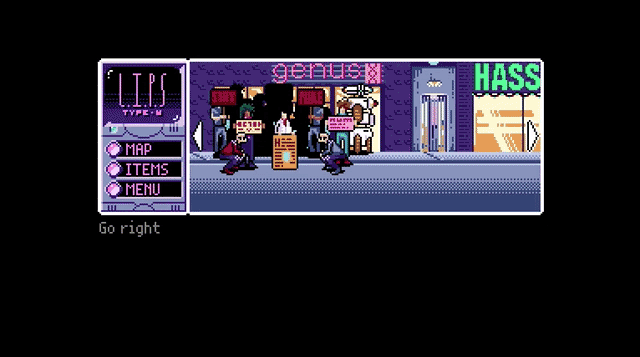 L.I.P.S
TYPE-W
MAP
ITEMS
MENU
genus
HASS
Go right